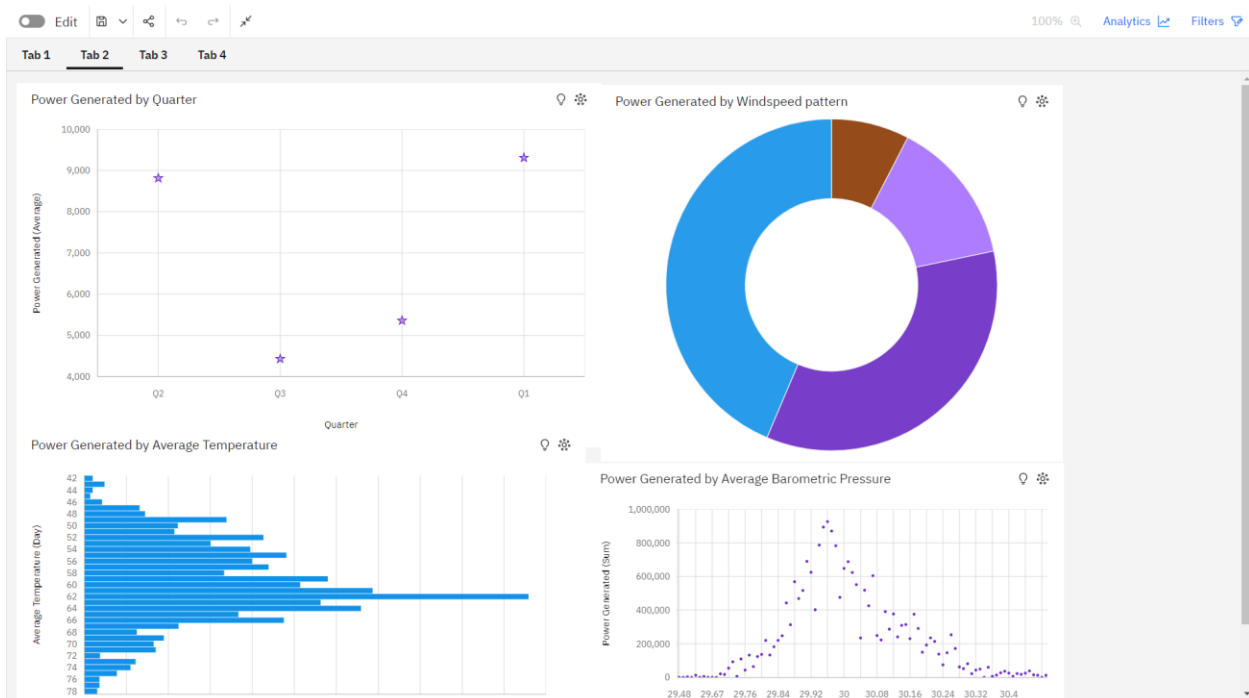 Edit
100%
Analytics
Filters
Tab 1 Tab 2 Tab 3 Tab 4
Power Generated by Quarter
10,000
9,000
8,000
7,000
6,000
5,000
4,000
Power Generated (Average)
Q2 Q3 Q4 Q1
Quarter
Power Generated by Windspeed pattern
Power Generated by Average Temperature
Average Temperature (Day)
42
44
46
48
50
52
54
56
58
60
62
64
66
68
70
72
74
76
78
Power Generated by Average Barometric Pressure
1,000,000
800,000
600,000
400,000
200,000
0
Power Generated (Sum)
29.48 29.67 29.76 29.84 29.92 30 30.08 30.16 30.24 30.32 30.4